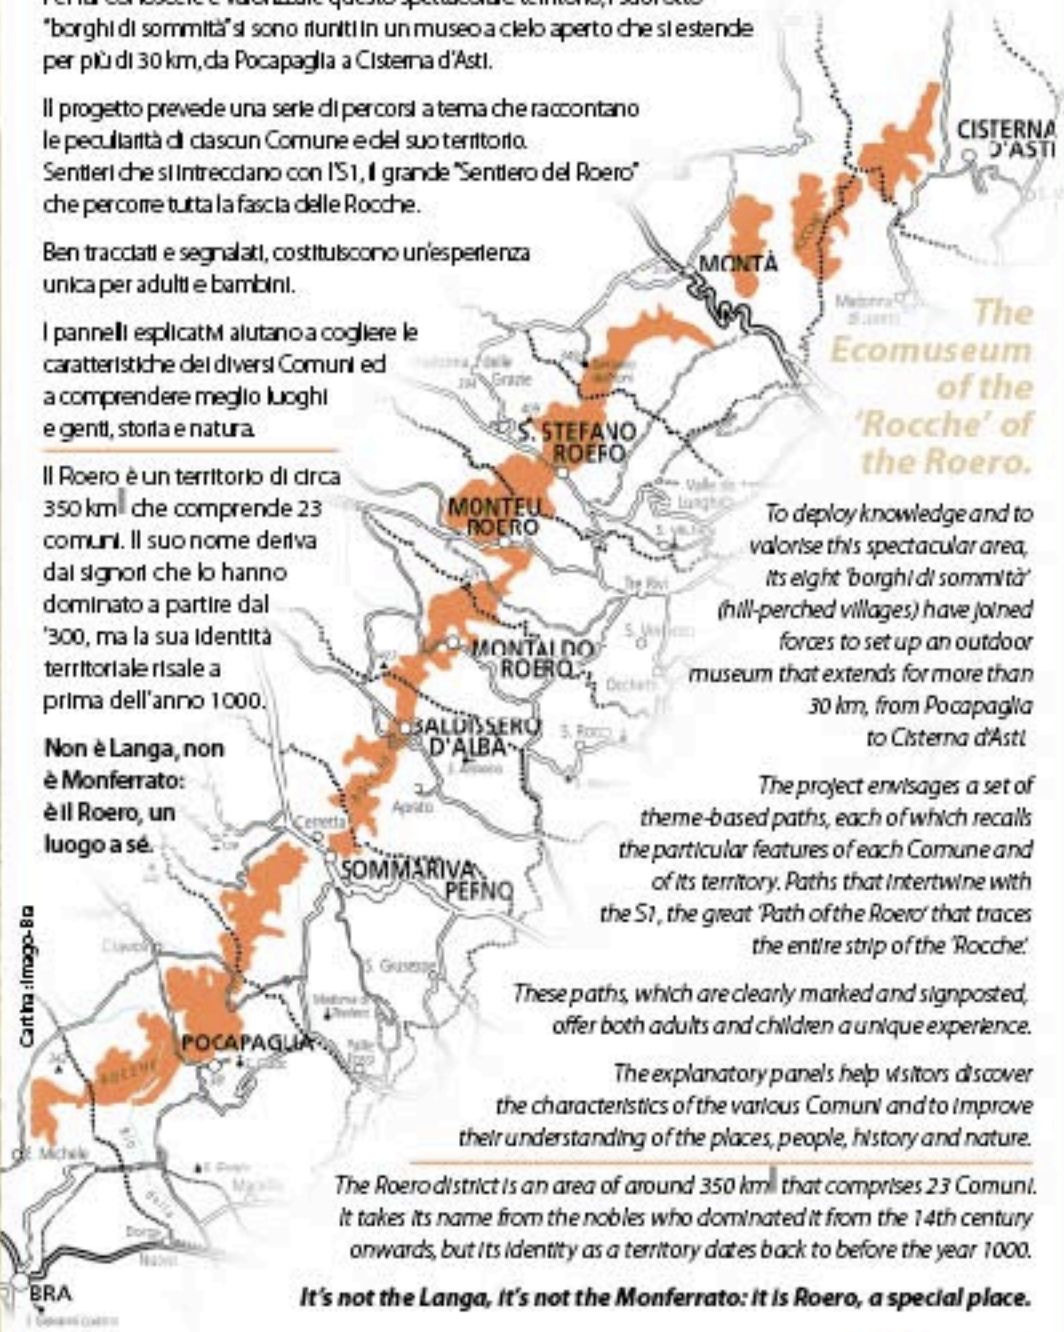 "borghi di sommità" si sono riuniti in un museo a cielo aperto che si estende
per più di 30 km, da Pocapaglia a Cisterna d'Asti.
Il progetto prevede una serie di percorsi a tema che raccontano
le peculiarità di ciascun Comune e del suo territorio.
Sentieri che si intrecciano con l'S1, il grande "Sentiero del Roero"
che percorre tutta la fascia delle Rocche.
Ben tracciati e segnalati, costituiscono un'esperienza
unica per adulti e bambini.
I pannelli esplicativi aiutano a cogliere le
caratteristiche dei diversi Comuni ed
a comprendere meglio luoghi
e genti, storia e natura.
Il Roero è un territorio di circa
350 km che comprende 23
comuni. Il suo nome deriva
dai signori che lo hanno
dominato a partire dal
'300, ma la sua identità
territoriale risale a
prima dell'anno 1000.
Non è Langa, non
è Monferrato:
è il Roero, un
luogo a sé.
Cartina: Imago-Bra
CISTERNA
D'ASTI
MONTÀ
Grazie
S. STEFANO
ROERO
MONTEU
ROERO
Tre Rivi
MONTALDO
ROERO
BALDISSERO
D'ALBA
S. Rocco
Aprato
Ceretta
SOMMARIVA
PERNO
S. Giuseppe
POCAPAGLIA
ROCCHE
S. Michele
BRA
The
Ecomuseum
of the
'Rocche' of
the Roero.
To deploy knowledge and to
valorise this spectacular area,
its eight 'borghi di sommità'
(hill-perched villages) have joined
forces to set up an outdoor
museum that extends for more than
30 km, from Pocapaglia
to Cisterna d'Asti.
The project envisages a set of
theme-based paths, each of which recalls
the particular features of each Comune and
of its territory. Paths that intertwine with
the S1, the great 'Path of the Roero' that traces
the entire strip of the 'Rocche'.
These paths, which are clearly marked and signposted,
offer both adults and children a unique experience.
The explanatory panels help visitors discover
the characteristics of the various Comuni and to improve
their understanding of the places, people, history and nature.
The Roero district is an area of around 350 km that comprises 23 Comuni.
It takes its name from the nobles who dominated it from the 14th century
onwards, but its identity as a territory dates back to before the year 1000.
It's not the Langa, it's not the Monferrato: it is Roero, a special place.